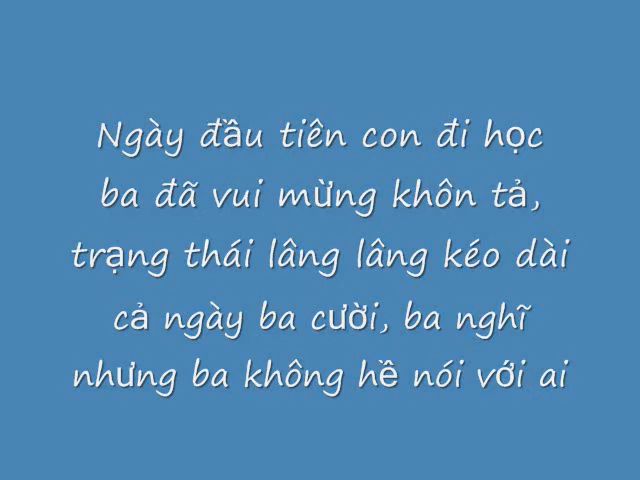 Ngày đầu tiên con đi học
ba đã vui mừng khôn tả,
trạng thái lâng lâng kéo dài
cả ngày ba cười, ba nghĩ
nhưng ba không hề nói với ai